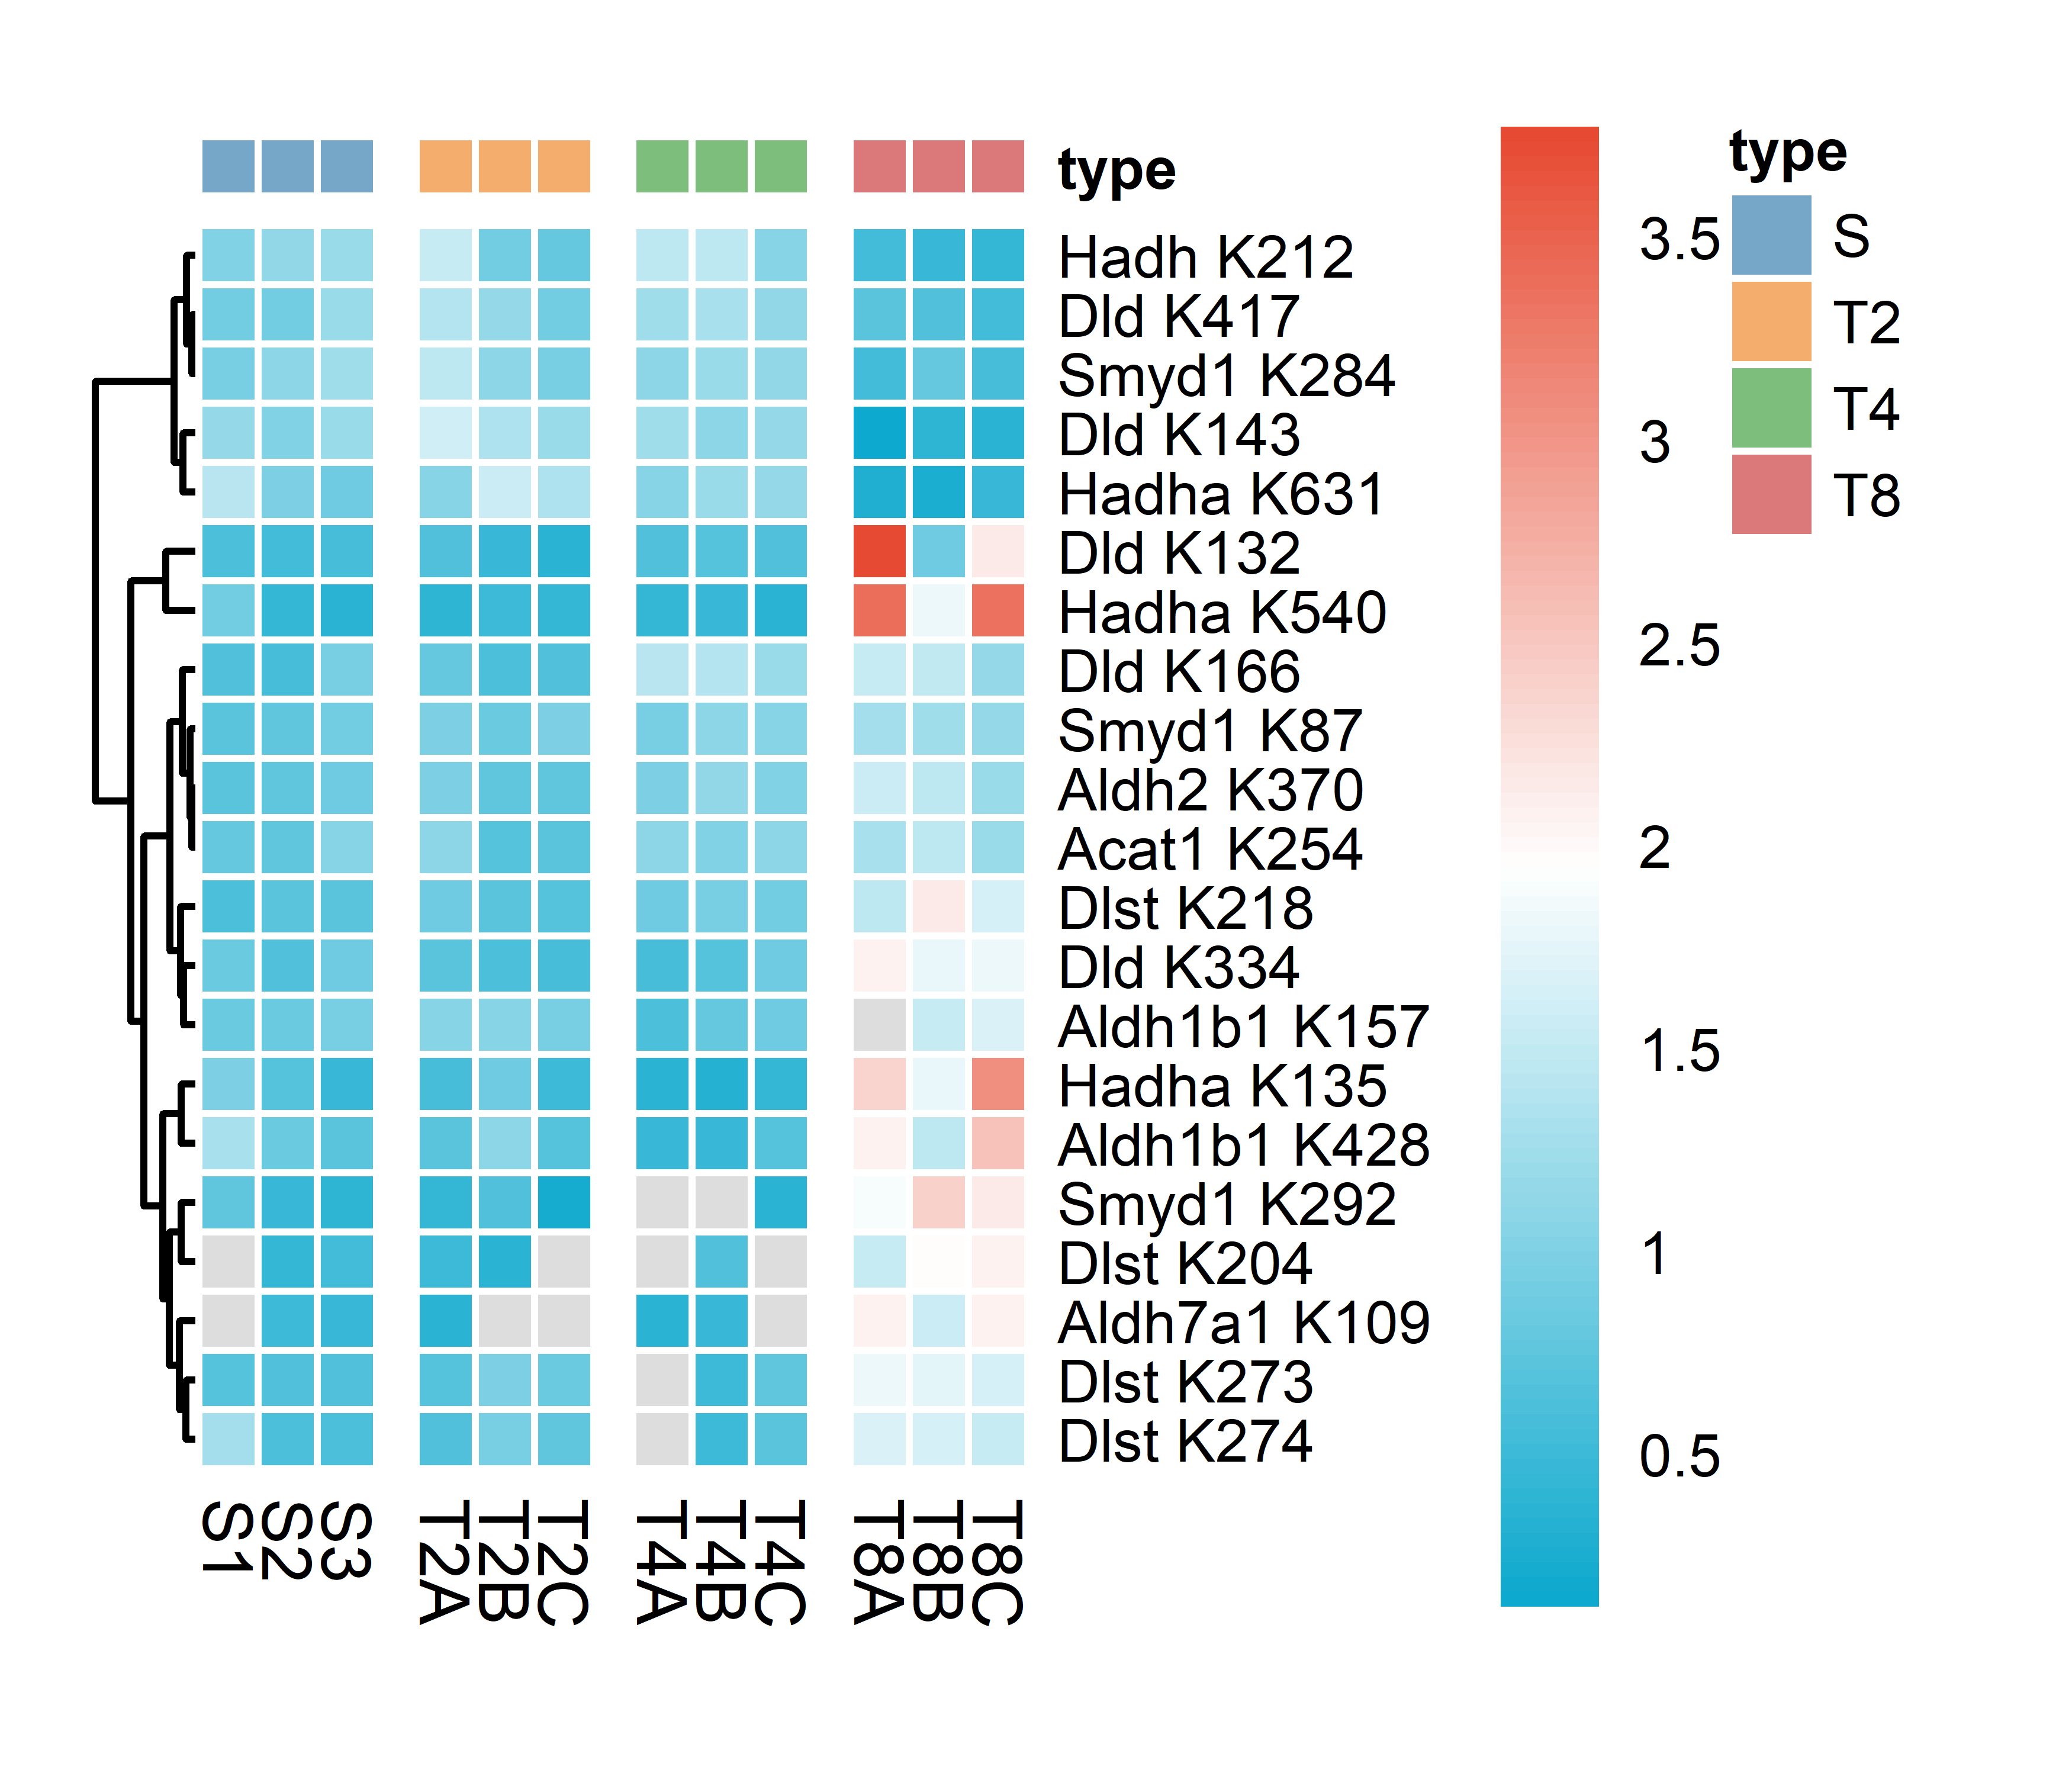 type
Hadh K212
Dld K417
Smyd1 K284
Dld K143
Hadha K631
Dld K132
Hadha K540
Dld K166
Smyd1 K87
Aldh2 K370
Acat1 K254
Dlst K218
Dld K334
Aldh1b1 K157
Hadha K135
Aldh1b1 K428
Smyd1 K292
Dlst K204
Aldh7a1 K109
Dlst K273
Dlst K274
S1
S2
S3
T2A
T2B
T2C
T4A
T4B
T4C
T8A
T8B
T8C
3.5
3
2.5
2
1.5
1
0.5
type
S
T2
T4
T8